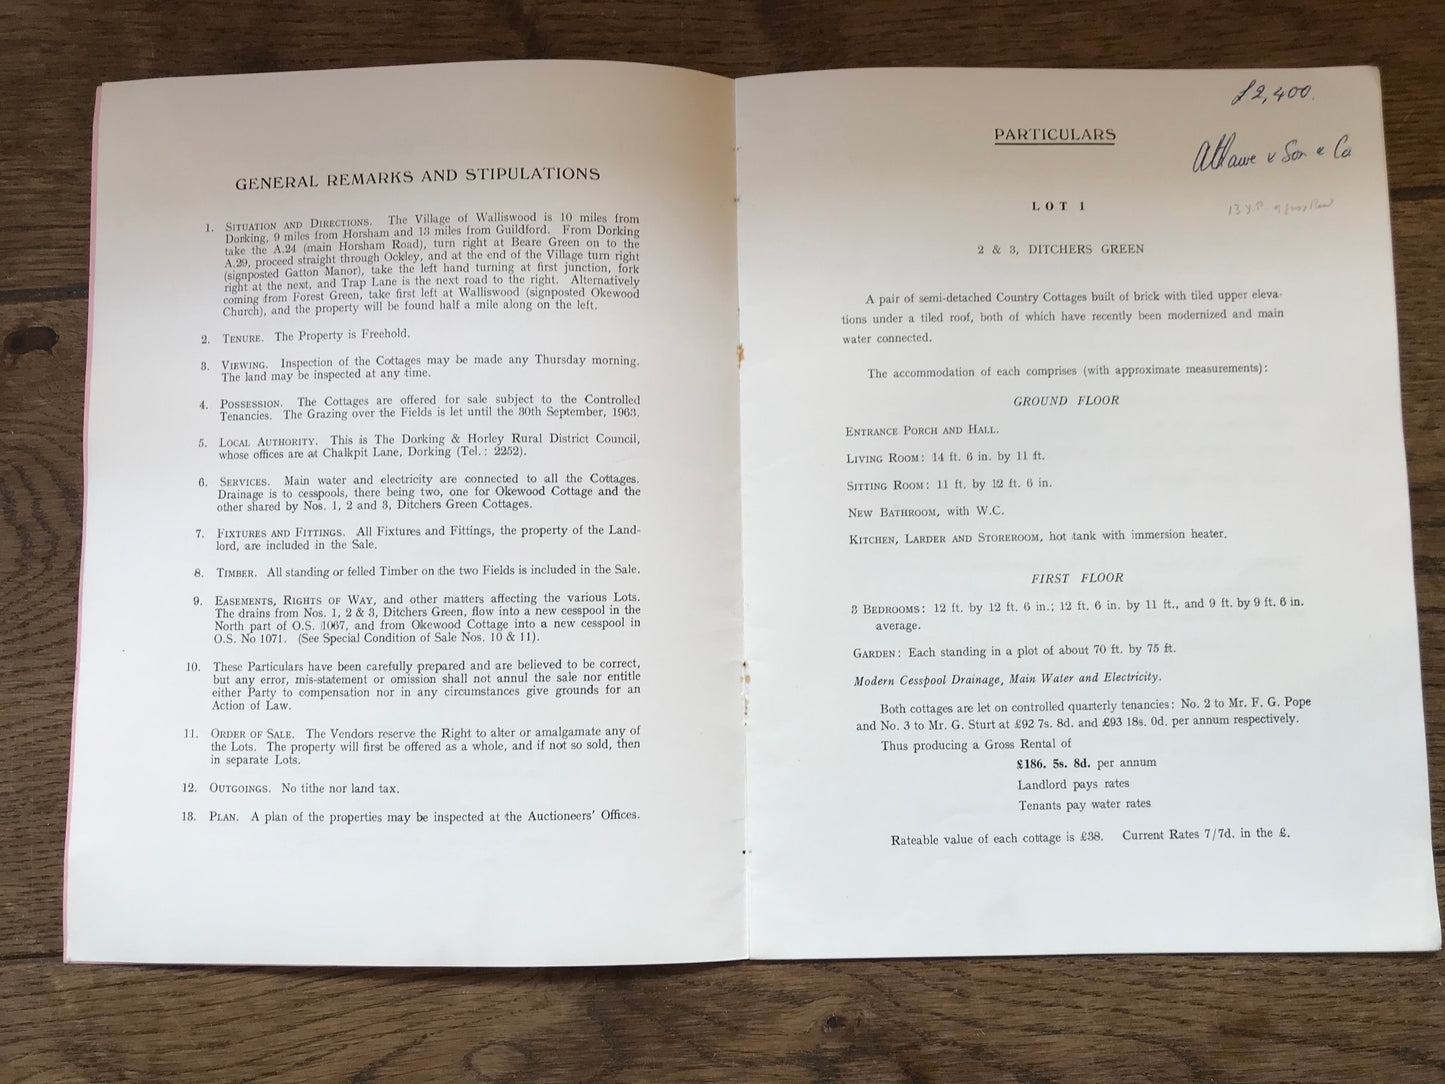 GENERAL REMARKS AND STIPULATIONS
1. SITUATION AND DIRECTIONS. The Village of Walliswood is 10 miles from
Dorking, 9 miles from Horsham and 13 miles from Guildford. From Dorking
take the A.24 (main Horsham Road), turn right at Beare Green on to the
A.29, proceed straight through Ockley, and at the end of the Village turn right
(signposted Gatton Manor), take the left hand turning at first junction, fork
right at the next, and Trap Lane is the next road to the right. Alternatively
coming from Forest Green, take first left at Walliswood (signposted Okewood
Church), and the property will be found half a mile along on the left.
2. TENURE. The Property is Freehold.
3. VIEWING. Inspection of the Cottages may be made any Thursday morning.
The land may be inspected at any time.
4. POSSESSION. The Cottages are offered for sale subject to the Controlled
Tenancies. The Grazing over the Fields is let until the 30th September, 1963.
5. LOCAL AUTHORITY. This is The Dorking & Horley Rural District Council,
whose offices are at Chalkpit Lane, Dorking (Tel.: 2252).
6. SERVICES. Main water and electricity are connected to all the Cottages.
Drainage is to cesspools, there being two, one for Okewood Cottage and the
other shared by Nos. 1, 2 and 3, Ditchers Green Cottages.
7. FIXTURES AND FITTINGS. All Fixtures and Fittings, the property of the Land-
lord, are included in the Sale.
8. TIMBER. All standing or felled Timber on the two Fields is included in the Sale.
9. EASEMENTS, RIGHTS OF WAY, and other matters affecting the various Lots.
The drains from Nos. 1, 2 & 3, Ditchers Green, flow into a new cesspool in the
North part of O.S. 1067, and from Okewood Cottage into a new cesspool in
O.S. No 1071. (See Special Condition of Sale Nos. 10 & 11).
10. These Particulars have been carefully prepared and are believed to be correct,
but any error, mis-statement or omission shall not annul the sale nor entitle
either Party to compensation nor in any circumstances give grounds for an
Action of Law.
11. ORDER OF SALE. The Vendors reserve the Right to alter or amalgamate any of
the Lots. The property will first be offered as a whole, and if not so sold, then
in separate Lots.
12. OUTGOINGS. No tithe nor land tax.
13. PLAN. A plan of the properties may be inspected at the Auctioneers' Offices.
£2,400.
PARTICULARS
& Son & Co
LOT 1
13 Y.P.
2 & 3, DITCHERS GREEN
A pair of semi-detached Country Cottages built of brick with tiled upper eleva-
tions under a tiled roof, both of which have recently been modernized and main
water connected.
The accommodation of each comprises (with approximate measurements):
GROUND FLOOR
ENTRANCE PORCH AND HALL.
LIVING ROOM: 14 ft. 6 in. by 11 ft.
SITTING ROOM: 11 ft. by 12 ft. 6 in.
NEW BATHROOM, with W.C.
KITCHEN, LARDER AND STOREROOM, hot tank with immersion heater.
FIRST FLOOR
3 BEDROOMS: 12 ft. by 12 ft. 6 in.; 12 ft. 6 in. by 11 ft., and 9 ft. by 9 ft. 6 in.
average.
GARDEN: Each standing in a plot of about 70 ft. by 75 ft.
Modern Cesspool Drainage, Main Water and Electricity.
Both cottages are let on controlled quarterly tenancies: No. 2 to Mr. F. G. Pope
and No. 3 to Mr. G. Sturt at £92 7s. 8d. and £93 18s. 0d. per annum respectively.
Thus producing a Gross Rental of
£186. 5s. 8d. per annum
Landlord pays rates
Tenants pay water rates
Rateable value of each cottage is £38. Current Rates 7/7d. in the £.